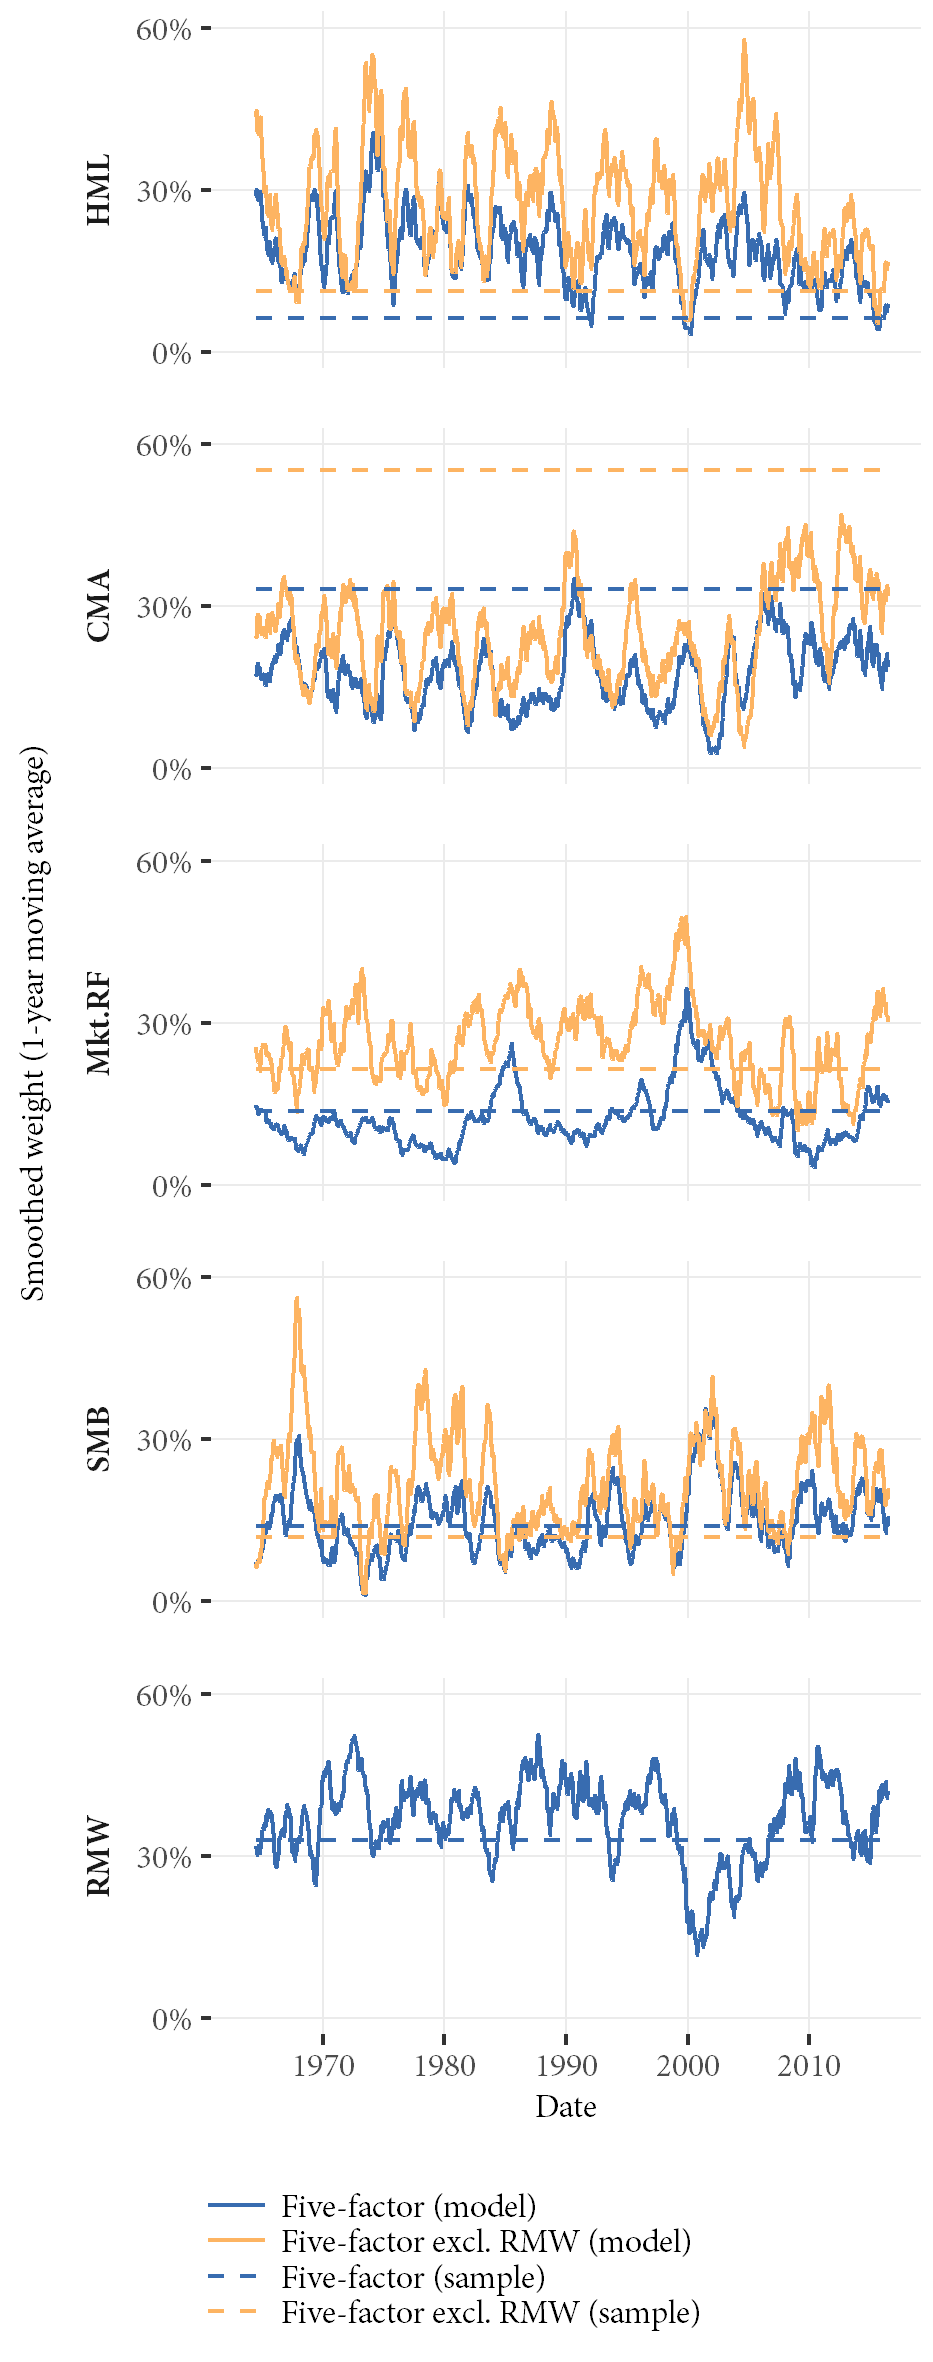 Smoothed weight (1-year moving average)
HML
60%
30%
0%
CMA
60%
30%
0%
Mkt.RF
60%
30%
0%
SMB
60%
30%
0%
RMW
60%
30%
0%
1970 1980 1990 2000 2010
Date
Five-factor (model)
Five-factor excl. RMW (model)
Five-factor (sample)
Five-factor excl. RMW (sample)